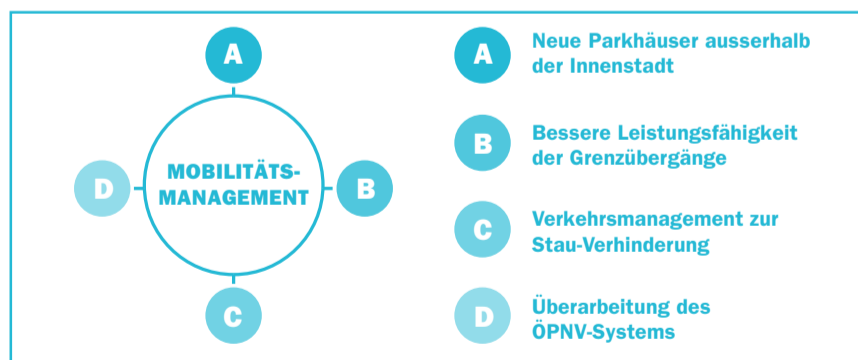 A
D
MOBILITÄTS-
MANAGEMENT
B
C
A
Neue Parkhäuser ausserhalb
der Innenstadt
B
Bessere Leistungsfähigkeit
der Grenzübergänge
C
Verkehrsmanagement zur
Stau-Verhinderung
D
Überarbeitung des
ÖPNV-Systems